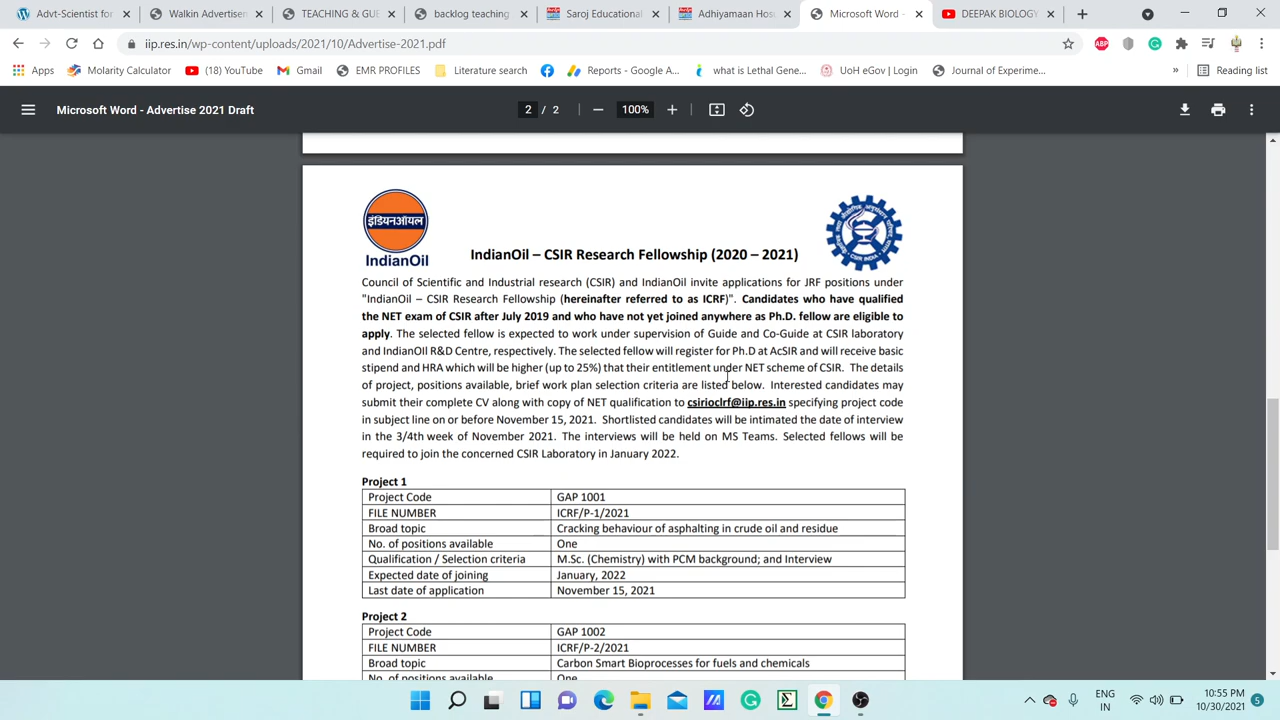 Advt-Scientist for
Walkin Advertisen
TEACHING & GUE
backlog teaching
Saroj Educational
Adhiyamaan Hos
Microsoft Word -
DEEPAK BIOLOGY
iip.res.in/wp-content/uploads/2021/10/Advertise-2021.pdf
Apps
Molarity Calculator
(18) YouTube
Gmail
EMR PROFILES
Literature search
Reports - Google A...
what is Lethal Gene...
UoH eGov | Login
Journal of Experime...
»
Reading list
Microsoft Word - Advertise 2021 Draft
2 / 2
100%
इंडियनऑयल
IndianOil
CSIR INDIA
IndianOil – CSIR Research Fellowship (2020 – 2021)
Council of Scientific and Industrial research (CSIR) and IndianOil invite applications for JRF positions under
"IndianOil – CSIR Research Fellowship (hereinafter referred to as ICRF)". Candidates who have qualified
the NET exam of CSIR after July 2019 and who have not yet joined anywhere as Ph.D. fellow are eligible to
apply. The selected fellow is expected to work under supervision of Guide and Co-Guide at CSIR laboratory
and IndianOil R&D Centre, respectively. The selected fellow will register for Ph.D at AcSIR and will receive basic
stipend and HRA which will be higher (up to 25%) that their entitlement under NET scheme of CSIR. The details
of project, positions available, brief work plan selection criteria are listed below. Interested candidates may
submit their complete CV along with copy of NET qualification to csirioclrf@iip.res.in specifying project code
in subject line on or before November 15, 2021. Shortlisted candidates will be intimated the date of interview
in the 3/4th week of November 2021. The interviews will be held on MS Teams. Selected fellows will be
required to join the concerned CSIR Laboratory in January 2022.
Project 1
Project Code GAP 1001
FILE NUMBER ICRF/P-1/2021
Broad topic Cracking behaviour of asphalting in crude oil and residue
No. of positions available One
Qualification / Selection criteria M.Sc. (Chemistry) with PCM background; and Interview
Expected date of joining January, 2022
Last date of application November 15, 2021
Project 2
Project Code GAP 1002
FILE NUMBER ICRF/P-2/2021
Broad topic Carbon Smart Bioprocesses for fuels and chemicals
No. of positions available One
ENG
IN
10:55 PM
10/30/2021
5